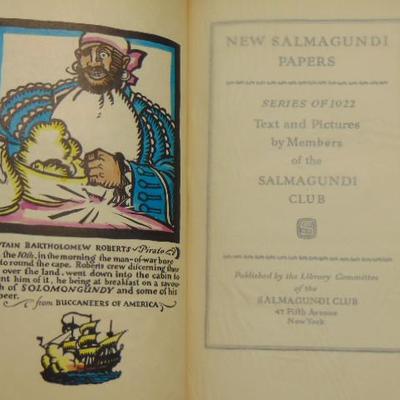 TAIN BARTHOLOMEW ROBERTS Pirate
the 10th, in the morning the man-of-war bore
to round the cape. Roberts crew discerning
over the land, went down into the cabin to
ent him of it, he being at breakfast on a savou
h of SOLOMONGUNDY and some of his
beer.
from BUCCANEERS OF AMERICA
NEW SALMAGUNDI
PAPERS
SERIES OF 1922
Text and Pictures
by Members
of the
SALMAGUNDI
CLUB
Published by the Library Committee
of the
SALMAGUNDI CLUB
47 Fifth Avenue
New York